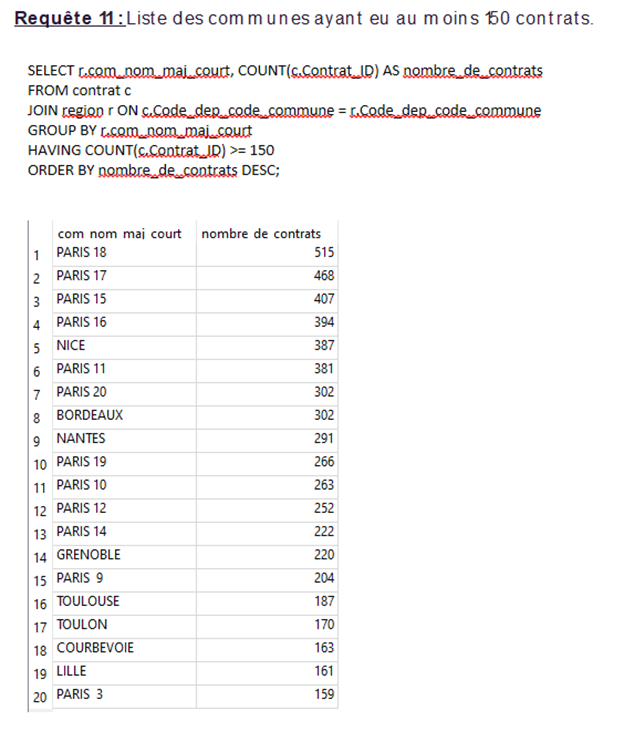 Requête 11 : Liste des communes ayant eu au moins 150 contrats.
SELECT r.com_nom_maj_court, COUNT(c.Contrat_ID) AS nombre_de_contrats
FROM contrat c
JOIN region r ON c.Code_dep_code_commune = r.Code_dep_code_commune
GROUP BY r.com_nom_maj_court
HAVING COUNT(c.Contrat_ID) >= 150
ORDER BY nombre_de_contrats DESC;
com nom maj court nombre de contrats
1 PARIS 18 515
2 PARIS 17 468
3 PARIS 15 407
4 PARIS 16 394
5 NICE 387
6 PARIS 11 381
7 PARIS 20 302
8 BORDEAUX 302
9 NANTES 291
10 PARIS 19 266
11 PARIS 10 263
12 PARIS 12 252
13 PARIS 14 222
14 GRENOBLE 220
15 PARIS 9 204
16 TOULOUSE 187
17 TOULON 170
18 COURBEVOIE 163
19 LILLE 161
20 PARIS 3 159